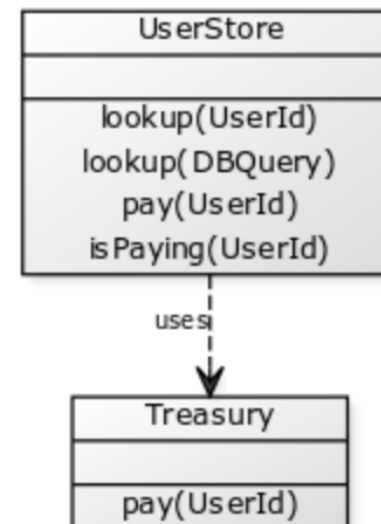 UserStore
lookup(UserId)
lookup(DBQuery)
pay(UserId)
isPaying(UserId)
uses
Treasury
pay(UserId)